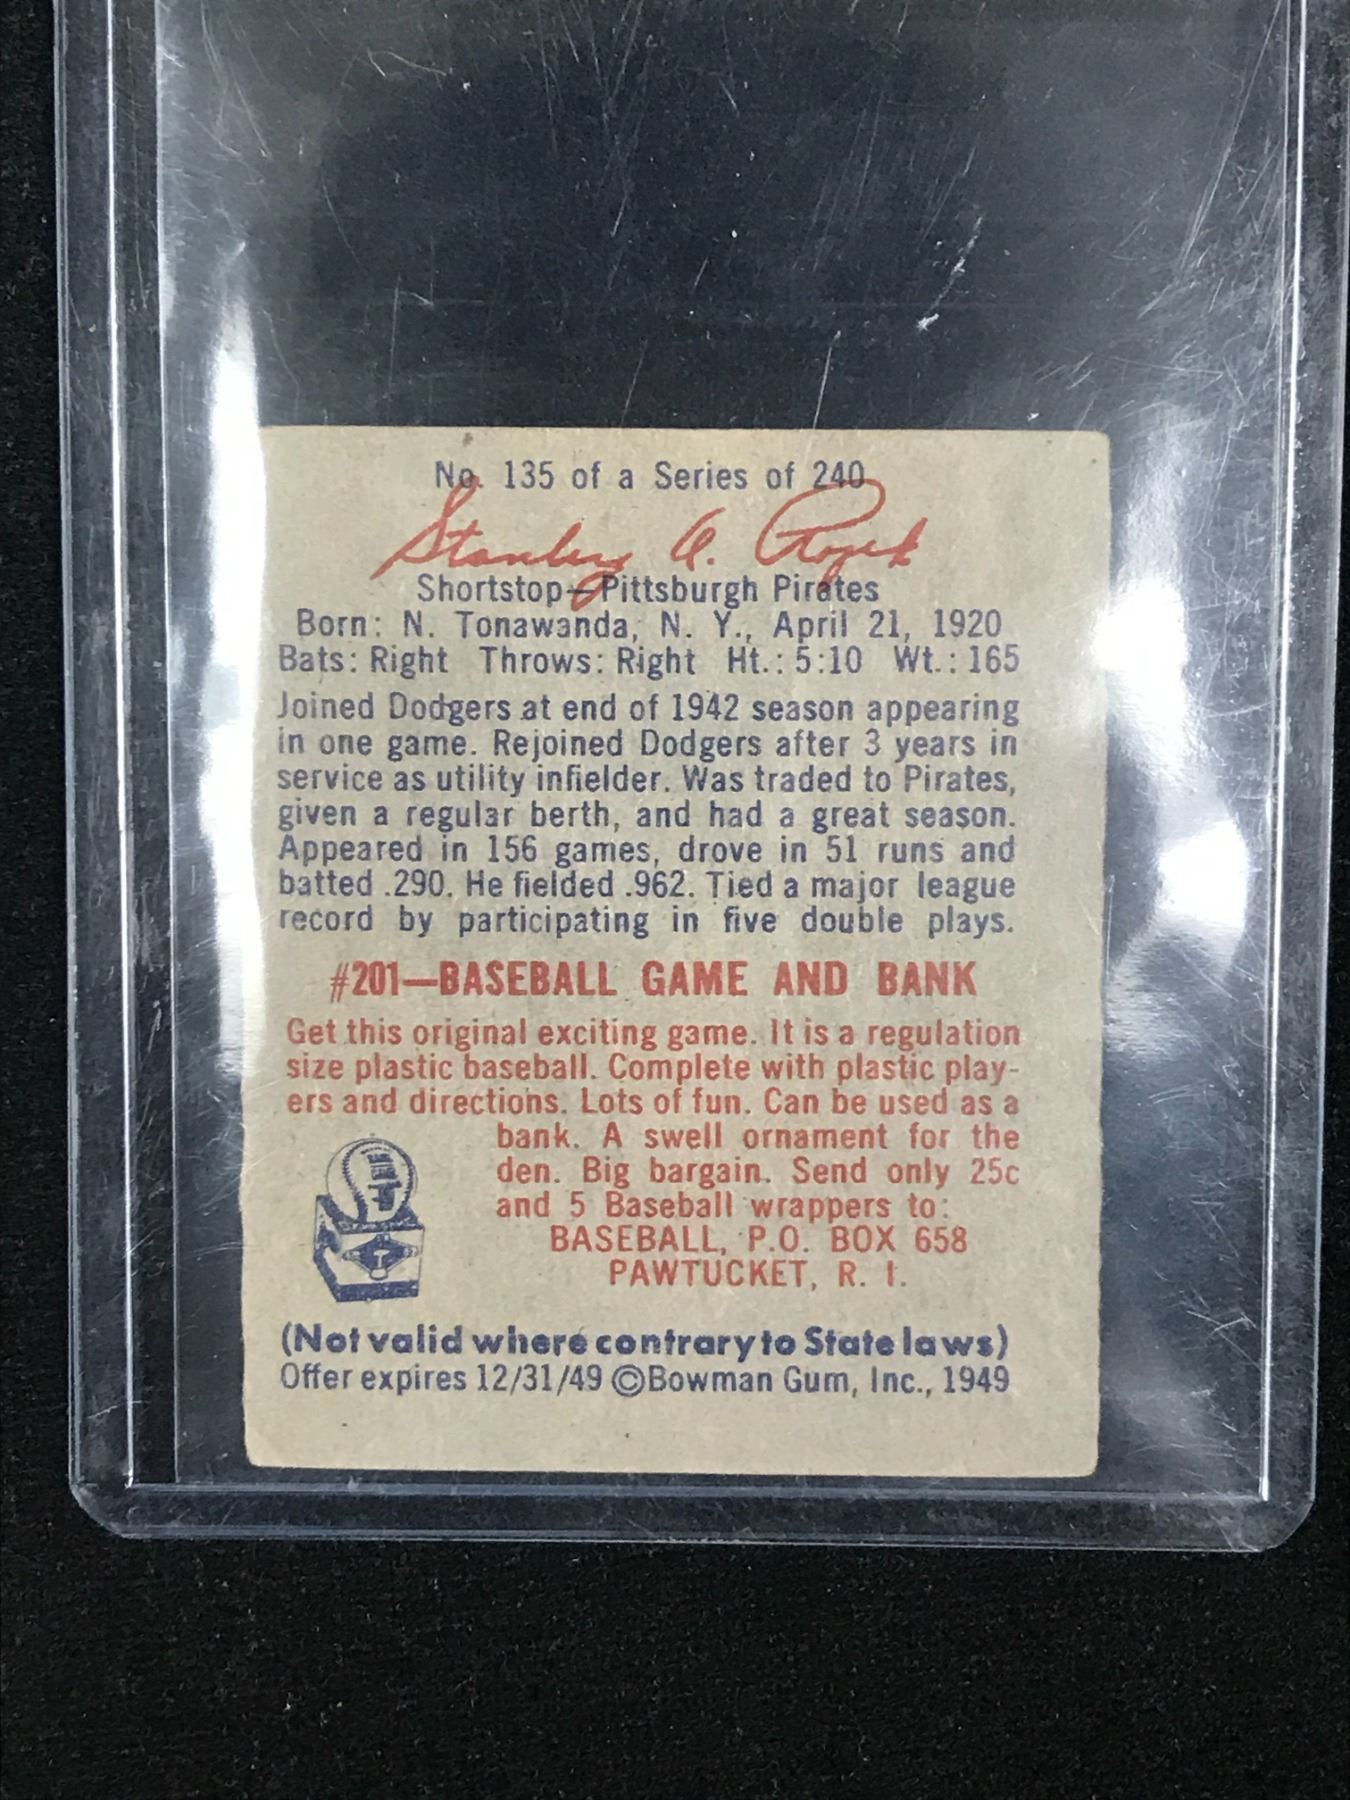 No. 135 of a Series of 240
Stanley A. Rojek
Shortstop—Pittsburgh Pirates
Born: N. Tonawanda, N. Y., April 21, 1920
Bats: Right Throws: Right Ht.: 5:10 Wt.: 165
Joined Dodgers at end of 1942 season appearing
in one game. Rejoined Dodgers after 3 years in
service as utility infielder. Was traded to Pirates,
given a regular berth, and had a great season.
Appeared in 156 games, drove in 51 runs and
batted .290. He fielded .962. Tied a major league
record by participating in five double plays.
#201—BASEBALL GAME AND BANK
Get this original exciting game. It is a regulation
size plastic baseball. Complete with plastic play-
ers and directions. Lots of fun. Can be used as a
bank. A swell ornament for the
den. Big bargain. Send only 25c
and 5 Baseball wrappers to:
BASEBALL, P.O. BOX 658
PAWTUCKET, R. I.
(Not valid where contrary to State laws)
Offer expires 12/31/49 ©Bowman Gum, Inc., 1949